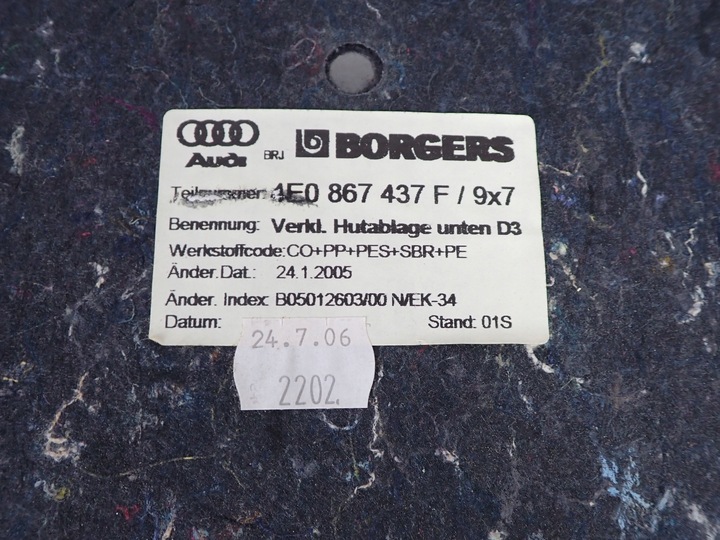 Audi BRJ BORGERS
Teilnummer: 4E0 867 437 F / 9x7
Benennung: Verkl. Hutablage unten D3
Werkstoffcode: CO+PP+PES+SBR+PE
Änder.Dat.: 24.1.2005
Änder. Index: B05012603/00 N/EK-34
Datum: Stand: 01S
24.7.06
2202.